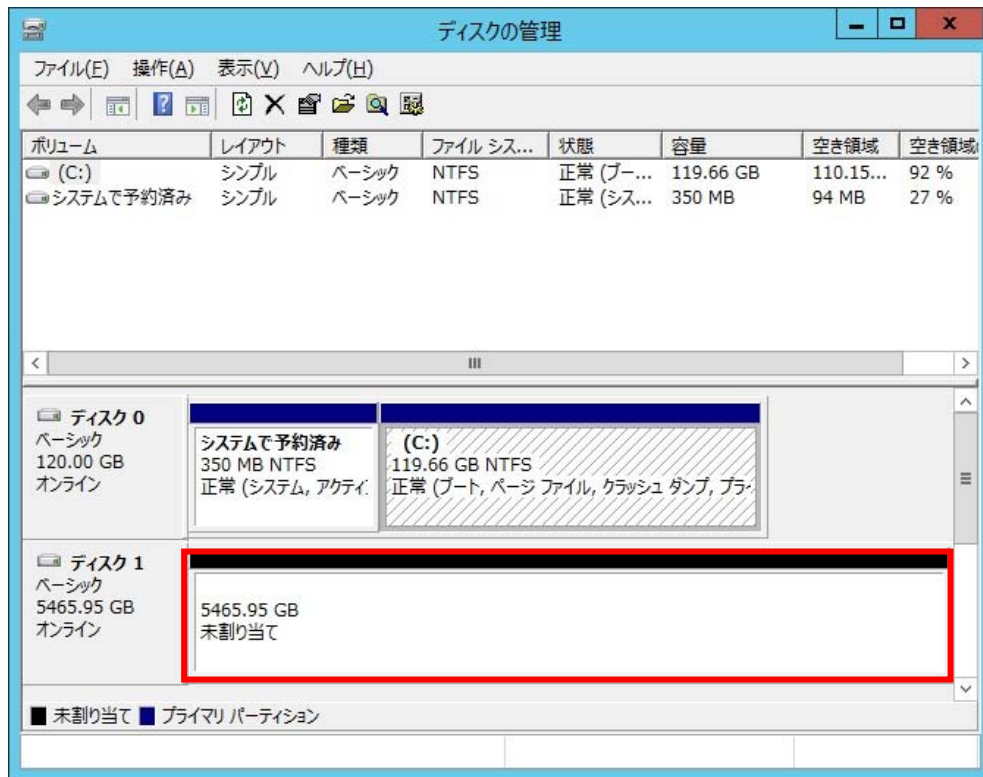 ディスクの管理
ファイル(F) 操作(A) 表示(V) ヘルプ(H)
ボリューム レイアウト 種類 ファイル シス... 状態 容量 空き領域 空き領域
(C:) シンプル ベーシック NTFS 正常 (ブー... 119.66 GB 110.15... 92 %
システムで予約済み シンプル ベーシック NTFS 正常 (シス... 350 MB 94 MB 27 %
ディスク 0
ベーシック
120.00 GB
オンライン
システムで予約済み
350 MB NTFS
正常 (システム, アクティ
(C:)
119.66 GB NTFS
正常 (ブート, ページ ファイル, クラッシュ ダンプ, プラ
ディスク 1
ベーシック
5465.95 GB
オンライン
5465.95 GB
未割り当て
未割り当て プライマリ パーティション